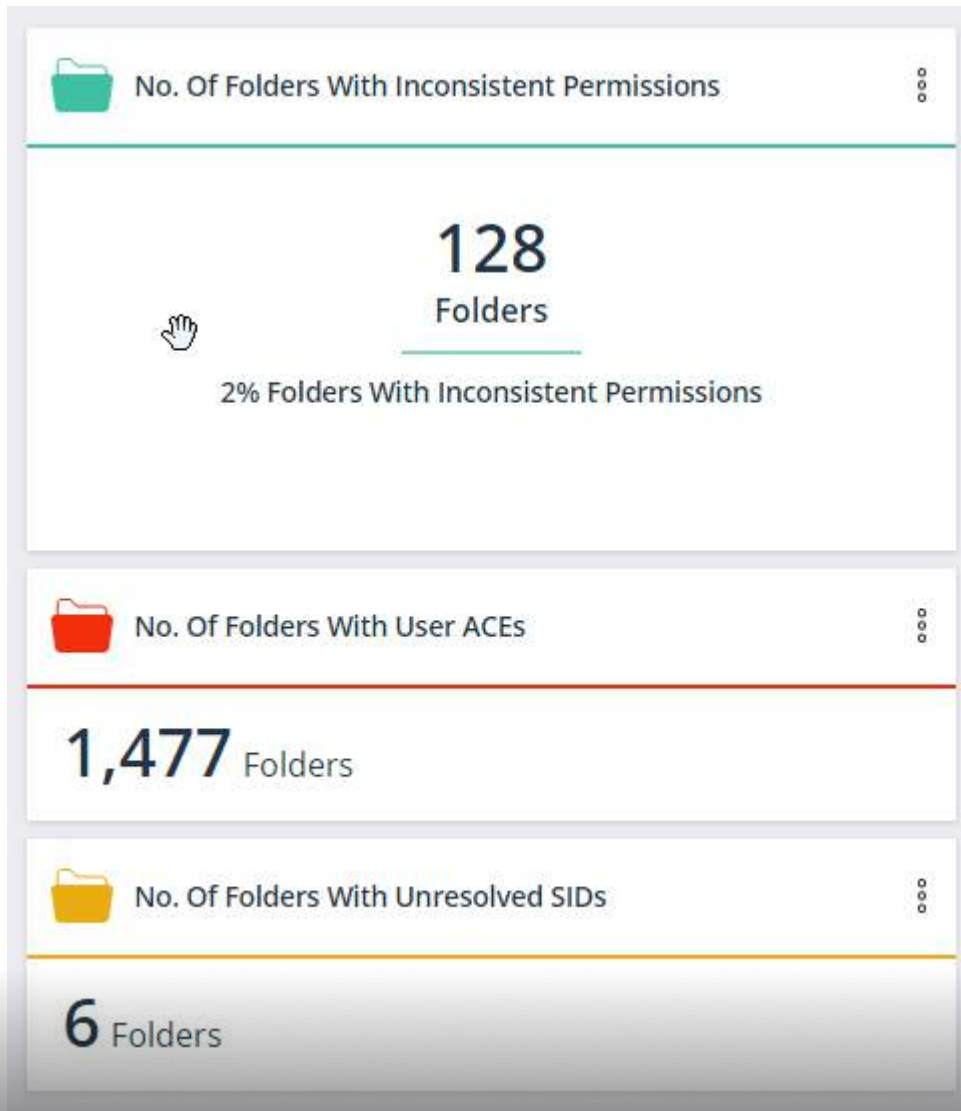 No. Of Folders With Inconsistent Permissions
128
Folders
2% Folders With Inconsistent Permissions
No. Of Folders With User ACEs
1,477 Folders
No. Of Folders With Unresolved SIDs
6 Folders